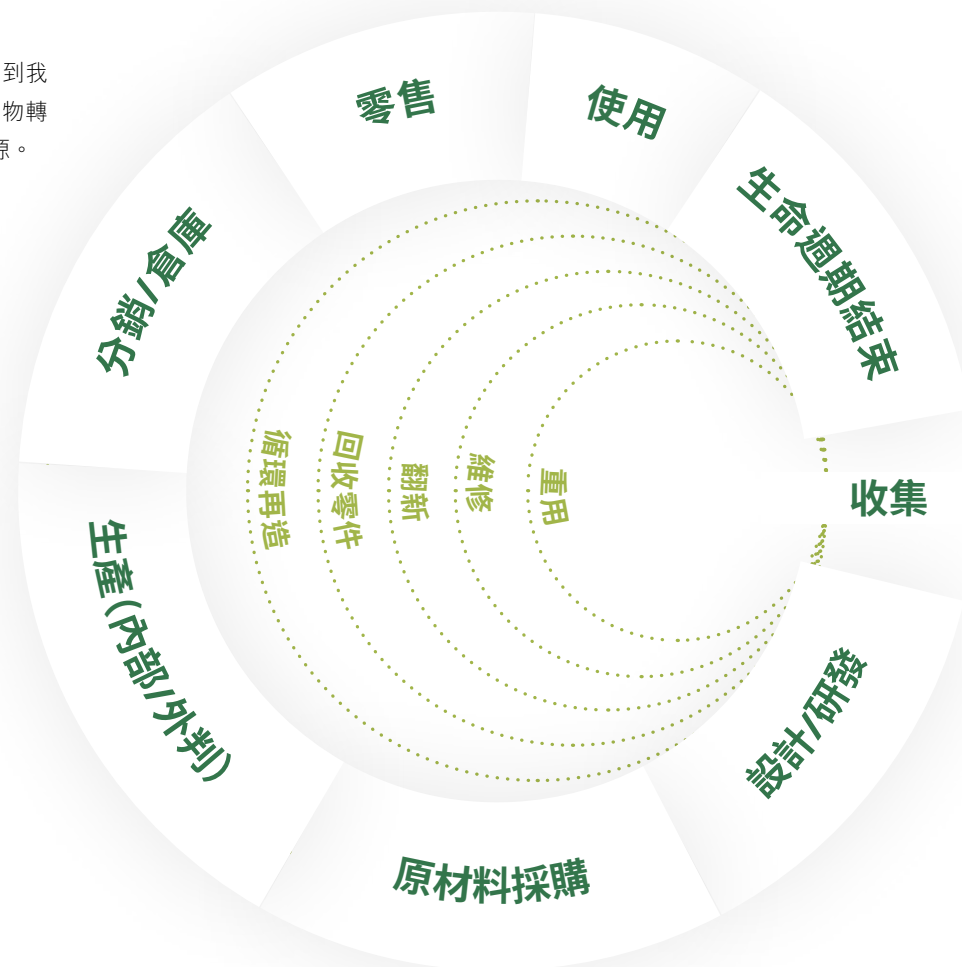 到我
物轉
源。
零售
使用
生命週期結束
收集
設計/研發
原材料採購
生產(內部/外判)
分銷/倉庫
循環再造
回收零件
翻新
維修
重用